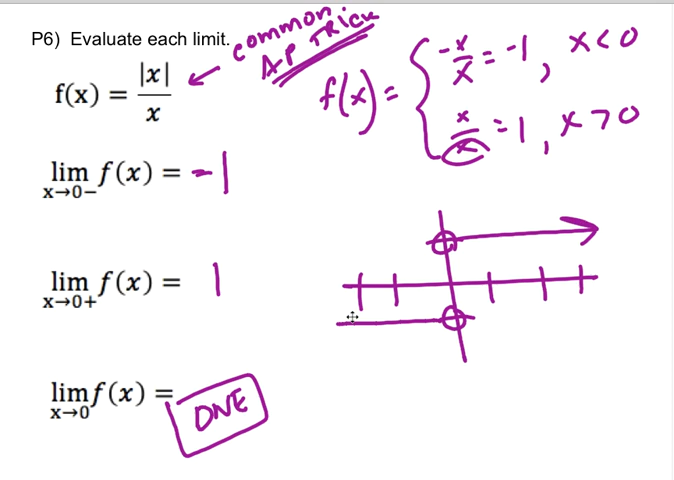 P6) Evaluate each limit.
common
AP TRICK
f(x) = |x| / x
f(x) = { -x/x = -1, x<0
x/x = 1, x>0
lim x→0− f(x) = -1
lim x→0+ f(x) = 1
lim x→0 f(x) = DNE